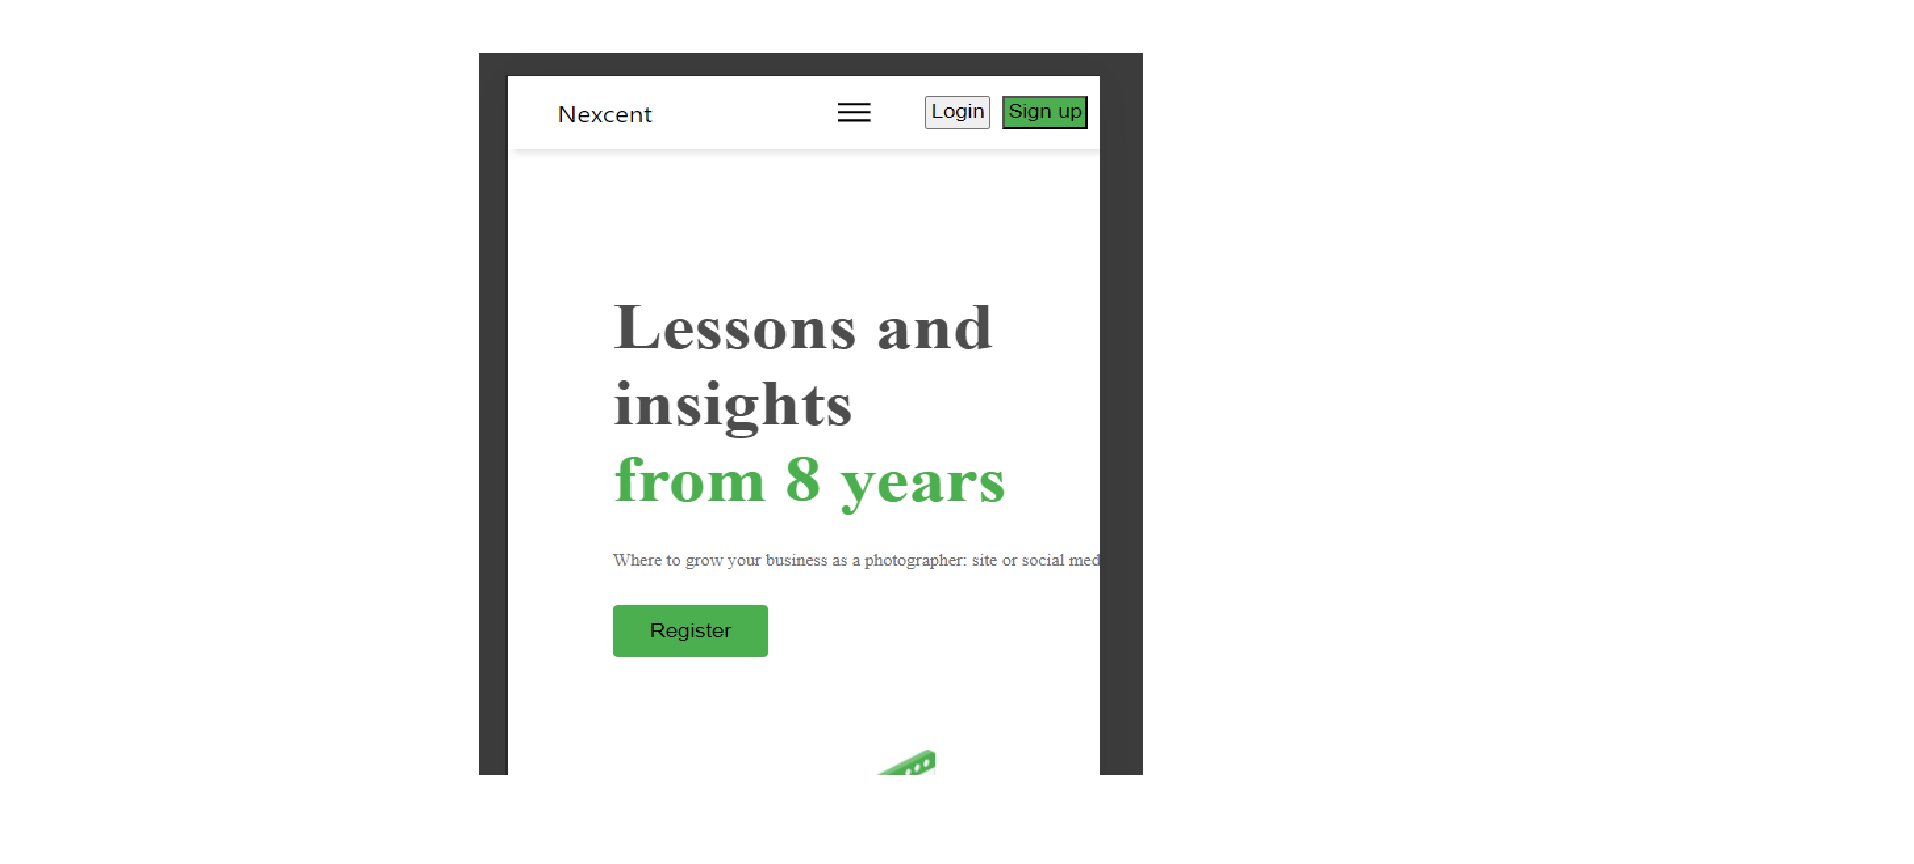 Nexcent Login Sign up
Lessons and
insights
from 8 years
Where to grow your business as a photographer: site or social med
Register